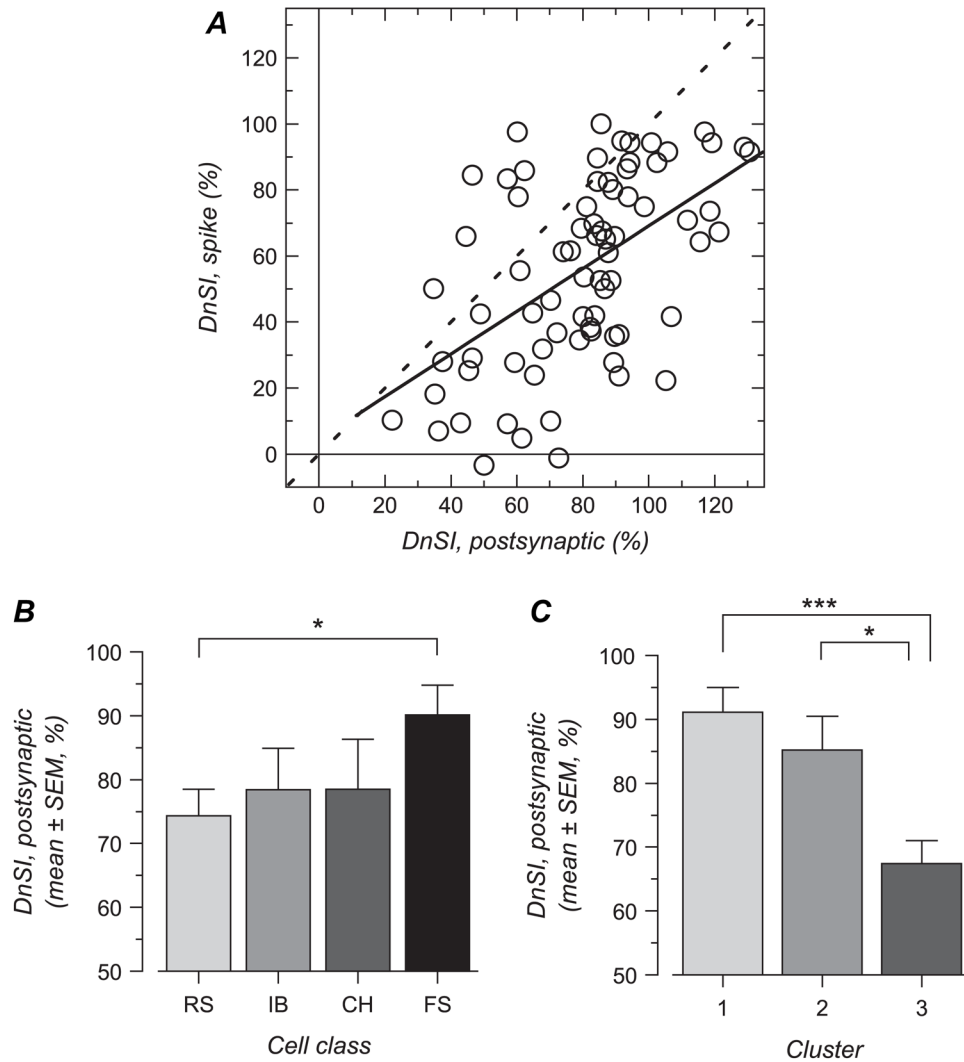 A
DnSI, spike (%)
120
100
80
60
40
20
0
0 20 40 60 80 100 120
DnSI, postsynaptic (%)
B
*
DnSI, postsynaptic
(mean ± SEM, %)
100
90
80
70
60
50
RS IB CH FS
Cell class
C
***
*
DnSI, postsynaptic
(mean ± SEM, %)
100
90
80
70
60
50
1 2 3
Cluster